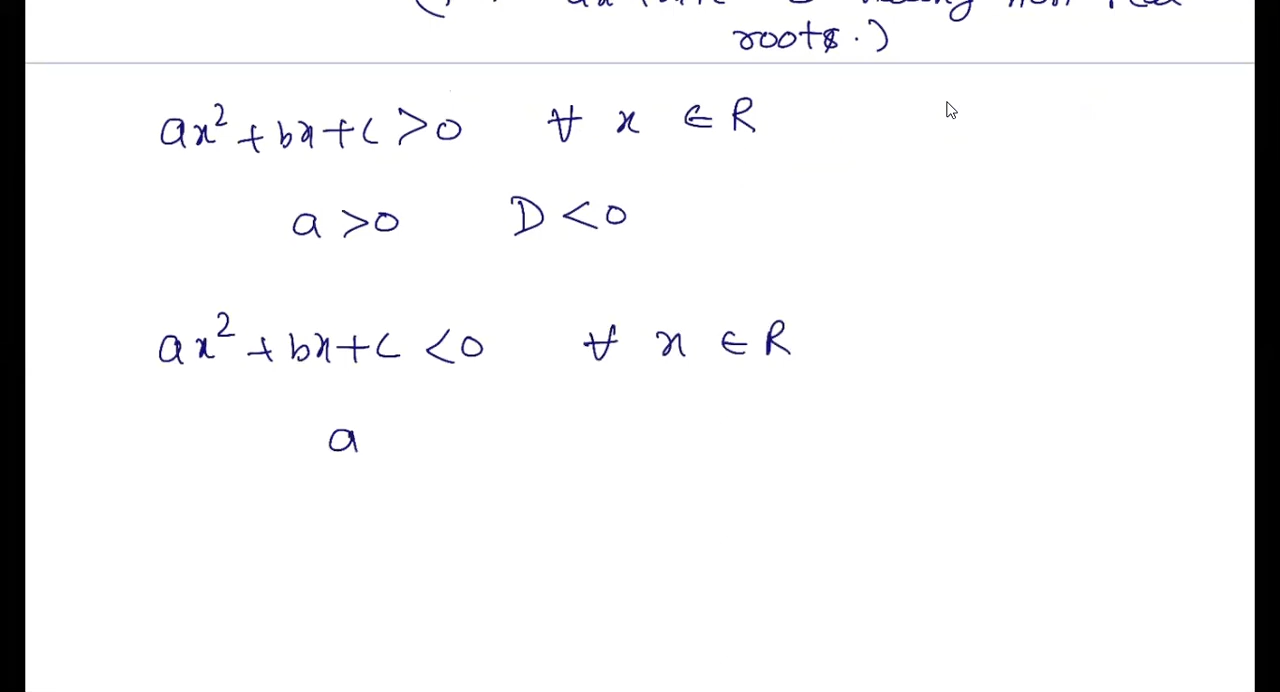 roots.)
ax² + bx + c > 0 ∀ x ∈ R
a > 0 D < 0
ax² + bx + c < 0 ∀ x ∈ R
a